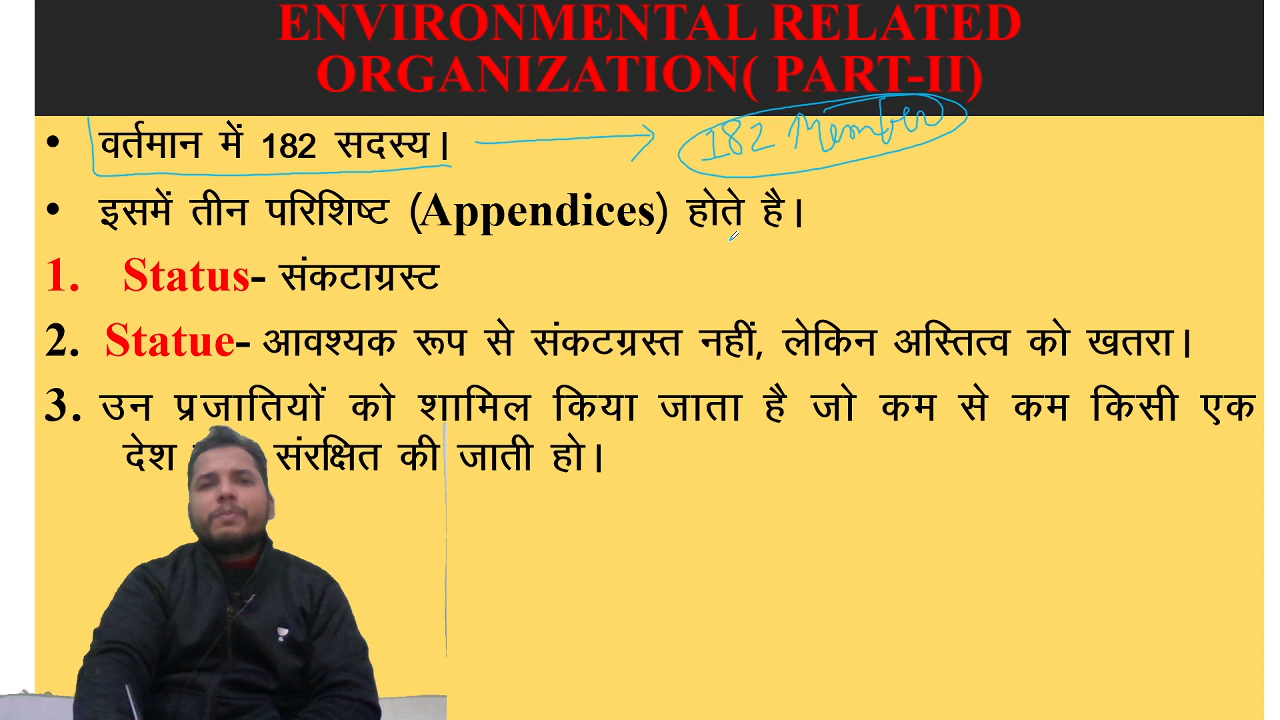 ENVIRONMENTAL RELATED
ORGANIZATION( PART-II)
• वर्तमान में 182 सदस्य।
182 Member
• इसमें तीन परिशिष्ट (Appendices) होते है।
1. Status- संकटाग्रस्ट
2. Statue- आवश्यक रूप से संकटग्रस्त नहीं, लेकिन अस्तित्व को खतरा।
3. उन प्रजातियों को शामिल किया जाता है जो कम से कम किसी एक
देश संरक्षित की जाती हो।